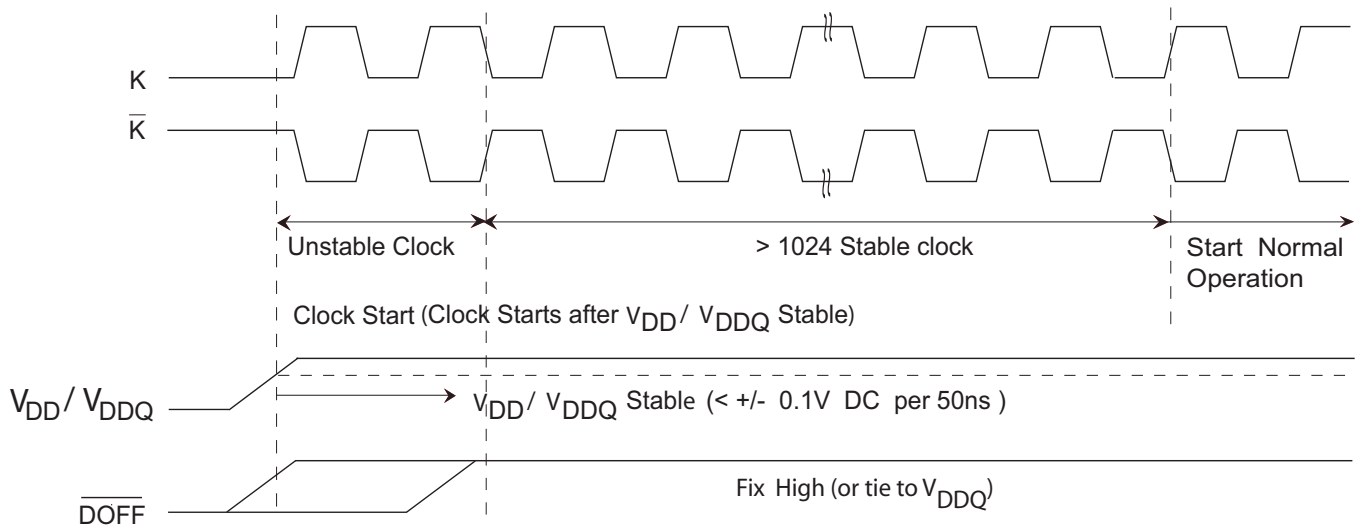 K
K
Unstable Clock
> 1024 Stable clock
Start Normal
Operation
Clock Start (Clock Starts after VDD / VDDQ Stable)
VDD / VDDQ
VDD / VDDQ Stable (< +/- 0.1V DC per 50ns )
DOFF
Fix High (or tie to VDDQ)